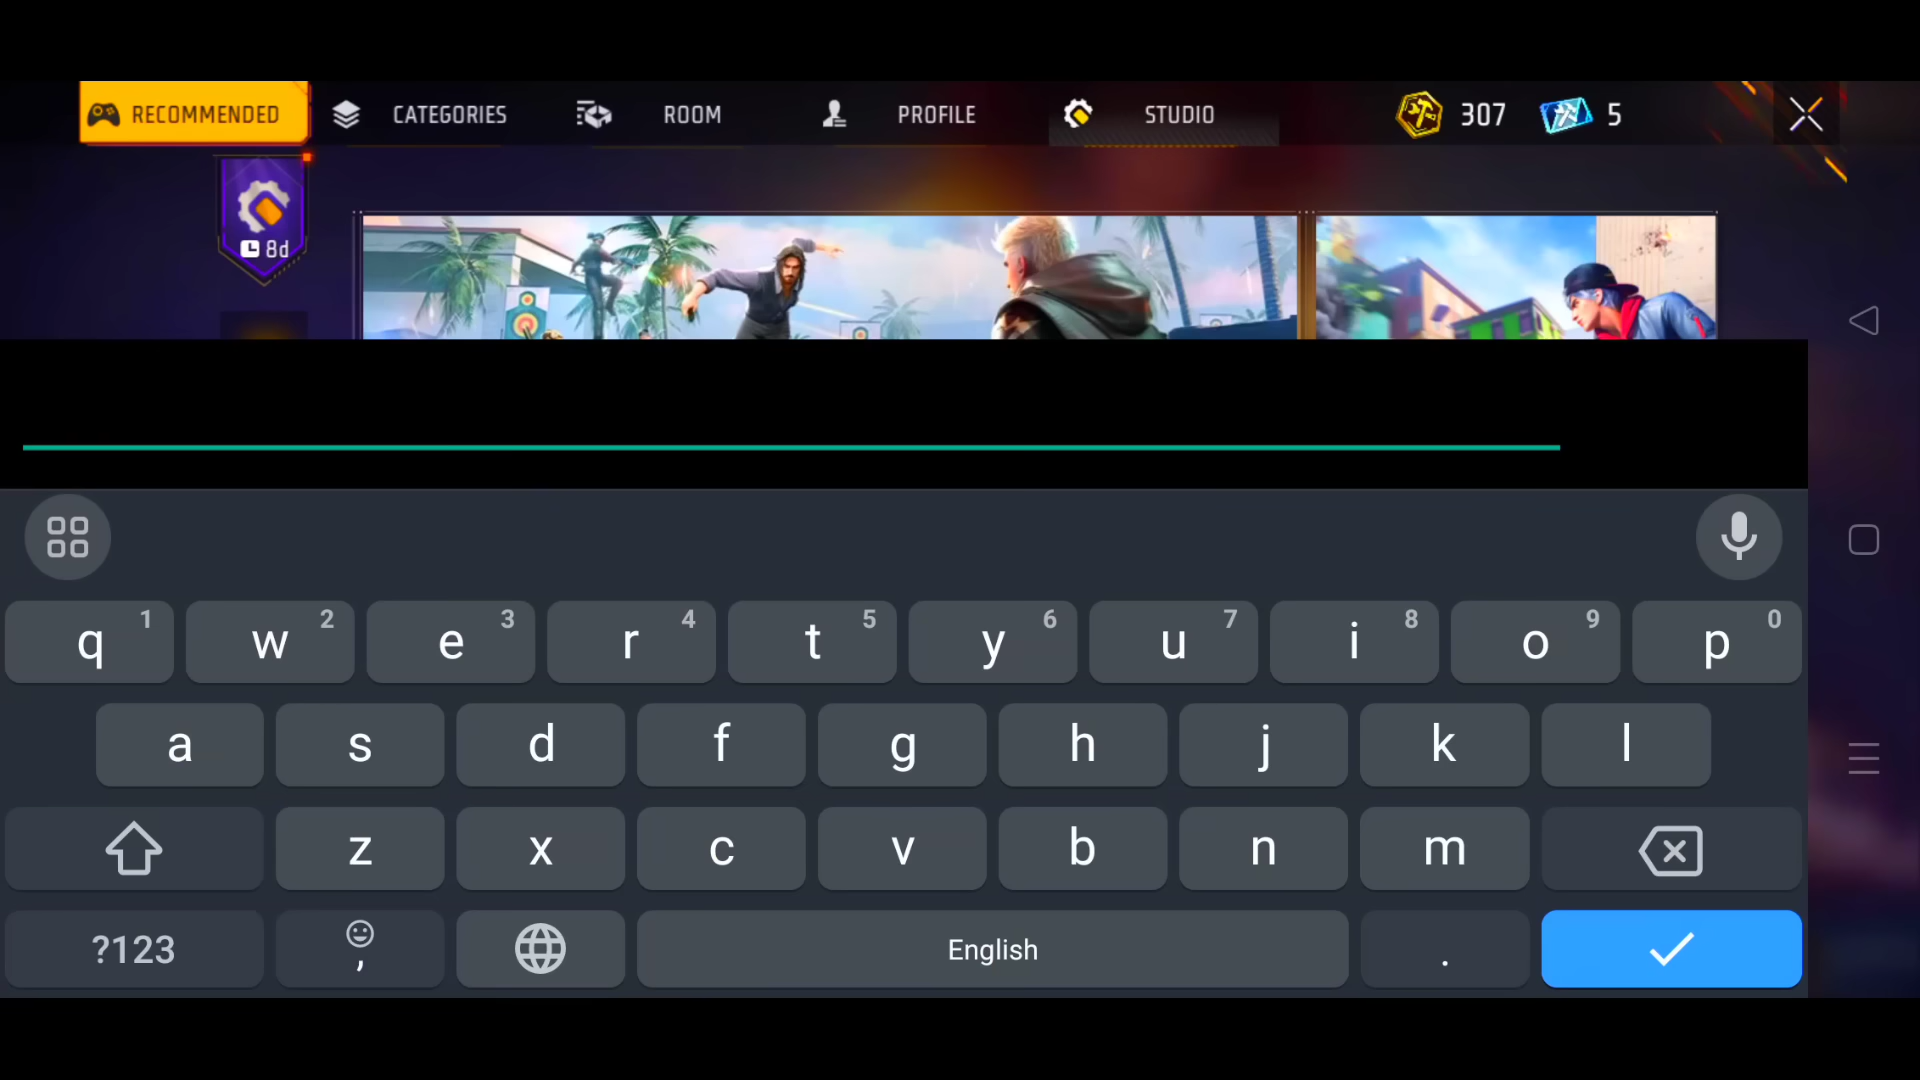 RECOMMENDED CATEGORIES ROOM PROFILE STUDIO 307 5
8d
q 1 w 2 e 3 r 4 t 5 y 6 u 7 i 8 o 9 p 0
a s d f g h j k l
z x c v b n m
?123 , English .